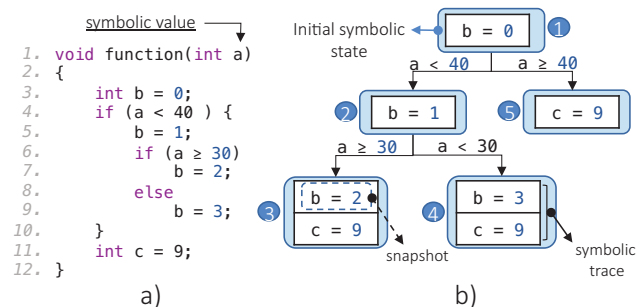 symbolic value
1. void function(int a)
2. {
3. int b = 0;
4. if (a < 40 ) {
5. b = 1;
6. if (a ≥ 30)
7. b = 2;
8. else
9. b = 3;
10. }
11. int c = 9;
12. }
a)
Initial symbolic
state
b = 0
1
a < 40
a ≥ 40
2
b = 1
5
c = 9
a ≥ 30
a < 30
3
b = 2
c = 9
4
b = 3
c = 9
snapshot
symbolic
trace
b)